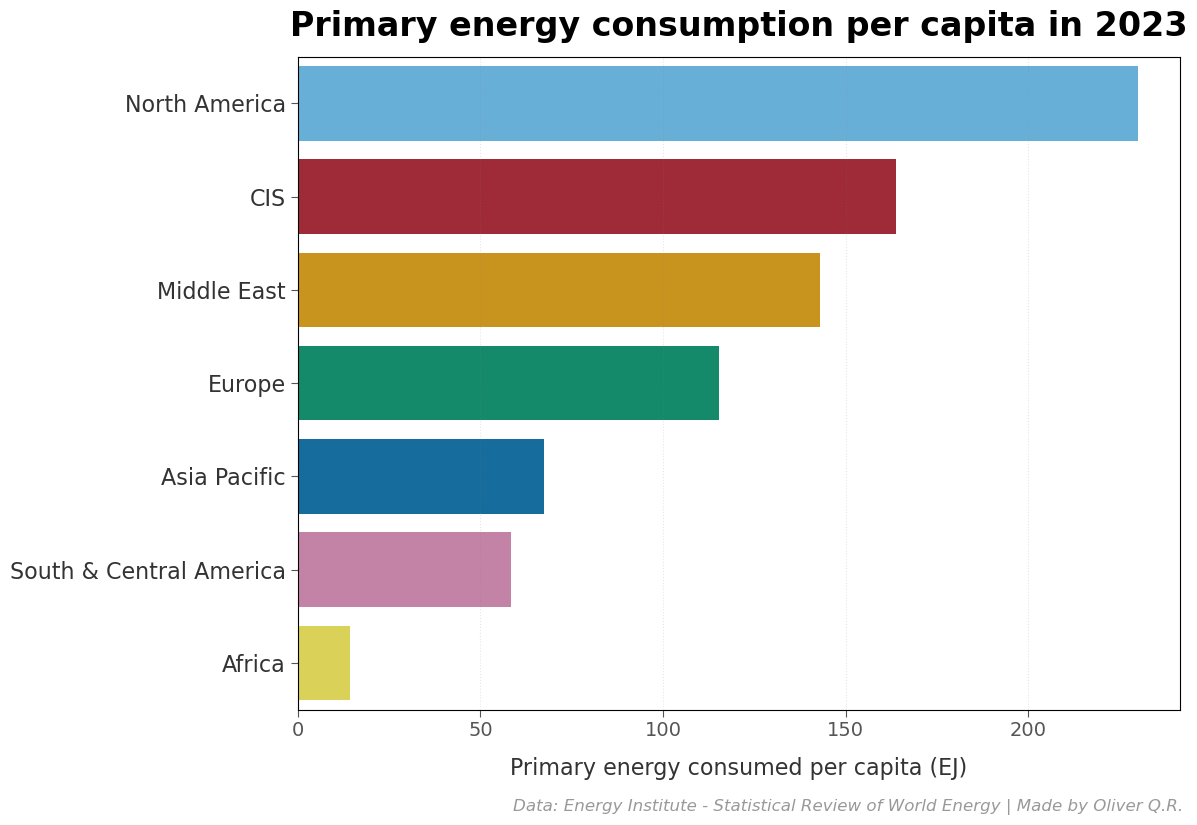 Primary energy consumption per capita in 2023
North America
CIS
Middle East
Europe
Asia Pacific
South & Central America
Africa
0 50 100 150 200
Primary energy consumed per capita (EJ)
Data: Energy Institute - Statistical Review of World Energy | Made by Oliver Q.R.